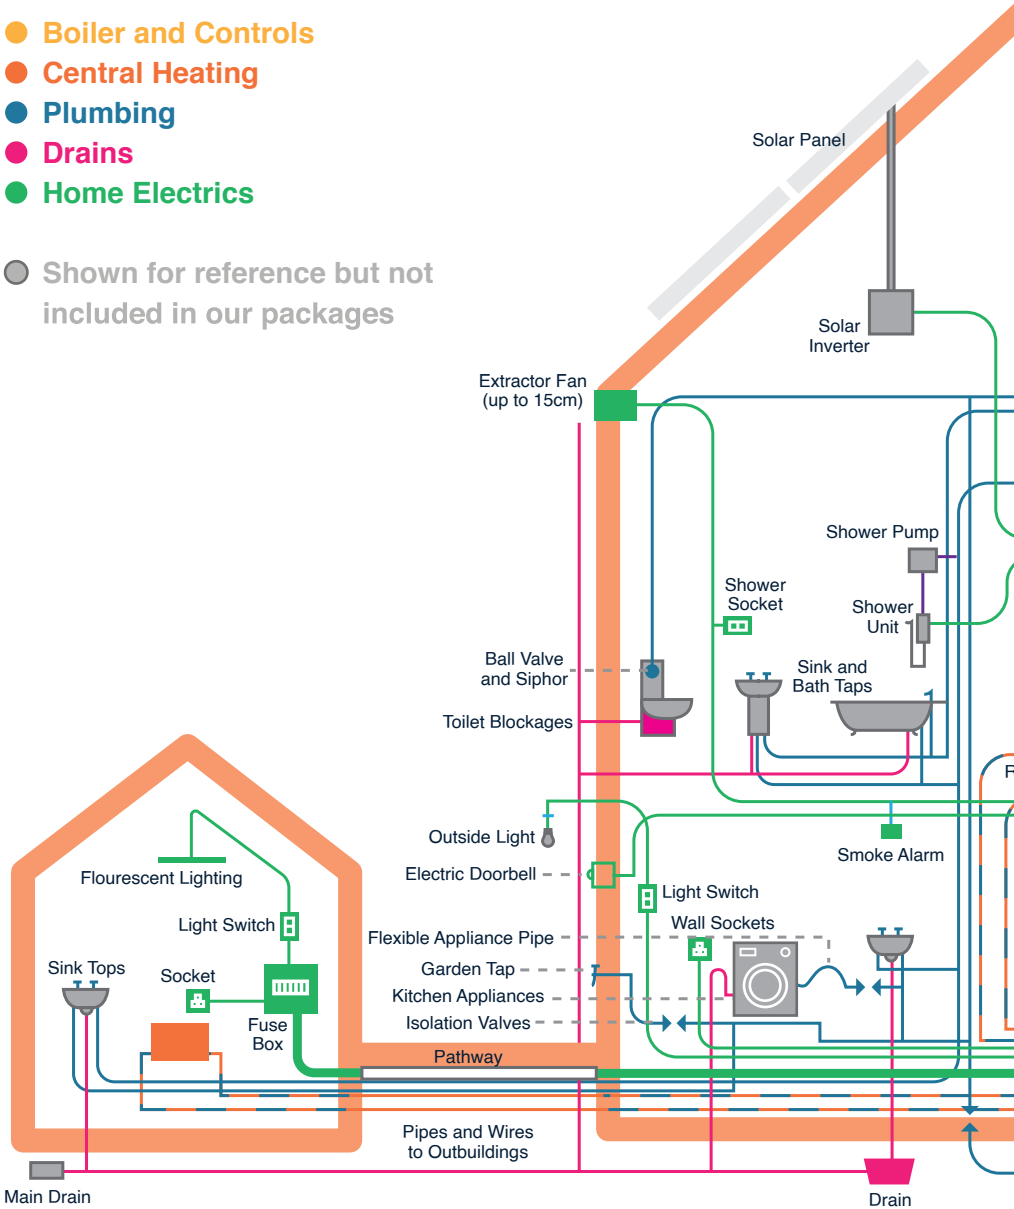 Boiler and Controls
Central Heating
Plumbing
Drains
Home Electrics
Shown for reference but not
included in our packages
Solar Panel
Solar
Inverter
Extractor Fan
(up to 15cm)
Shower Pump
Shower
Socket
Shower
Unit
Ball Valve
and Siphor
Sink and
Bath Taps
Toilet Blockages
R
Outside Light
Smoke Alarm
Electric Doorbell
Flourescent Lighting
Light Switch
Light Switch
Wall Sockets
Flexible Appliance Pipe
Sink Tops
Socket
Garden Tap
Kitchen Appliances
Isolation Valves
Fuse
Box
Pathway
Pipes and Wires
to Outbuildings
Main Drain
Drain